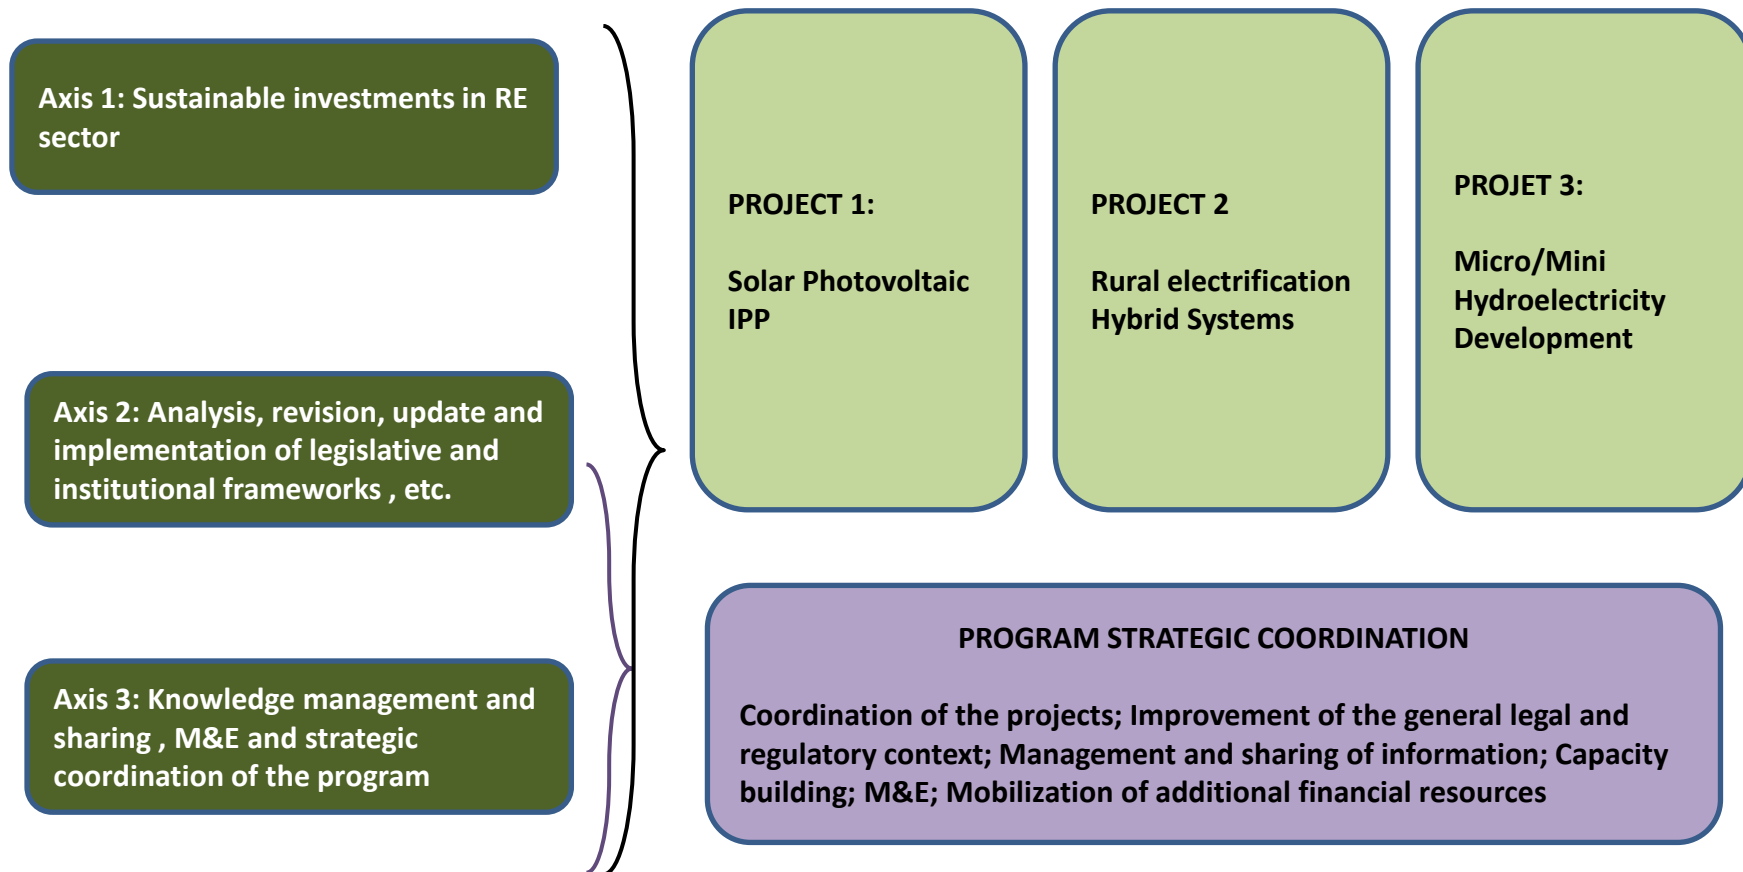 Axis 1: Sustainable investments in RE
sector
Axis 2: Analysis, revision, update and
implementation of legislative and
institutional frameworks , etc.
Axis 3: Knowledge management and
sharing , M&E and strategic
coordination of the program
PROJECT 1:
Solar Photovoltaic
IPP
PROJECT 2
Rural electrification
Hybrid Systems
PROJET 3:
Micro/Mini
Hydroelectricity
Development
PROGRAM STRATEGIC COORDINATION
Coordination of the projects; Improvement of the general legal and
regulatory context; Management and sharing of information; Capacity
building; M&E; Mobilization of additional financial resources